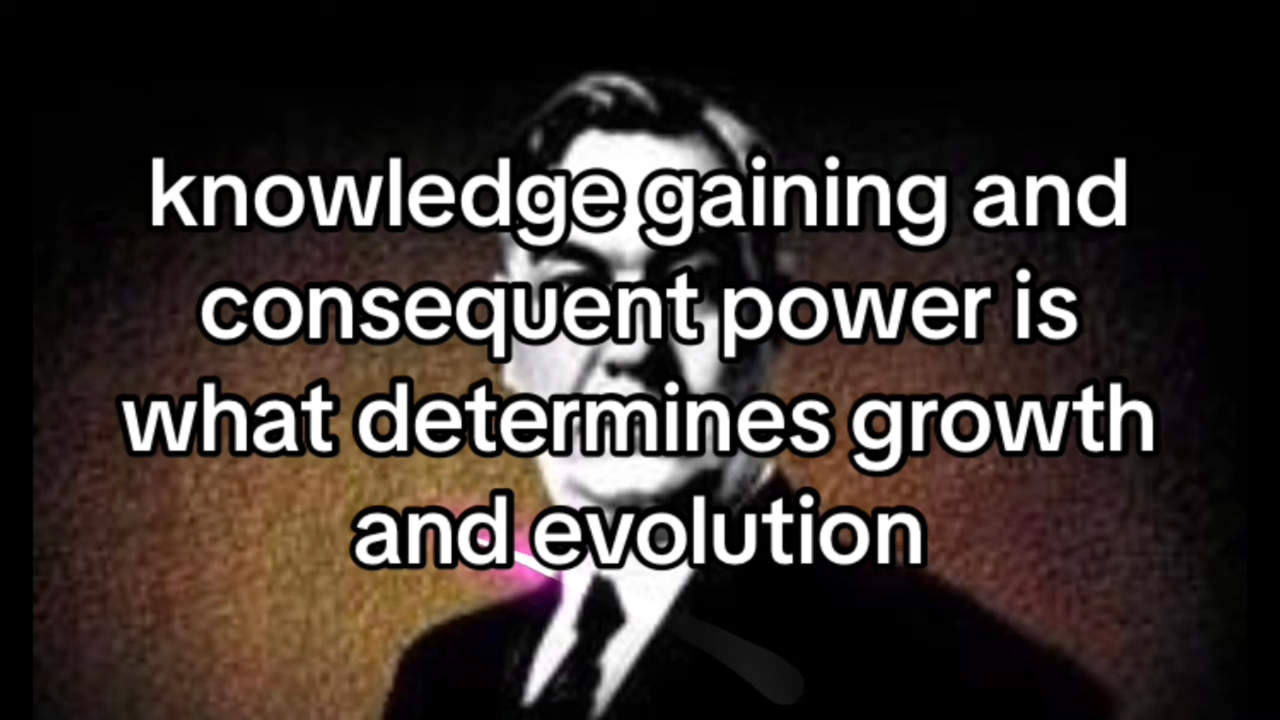 knowledge gaining and
consequent power is
what determines growth
and evolution